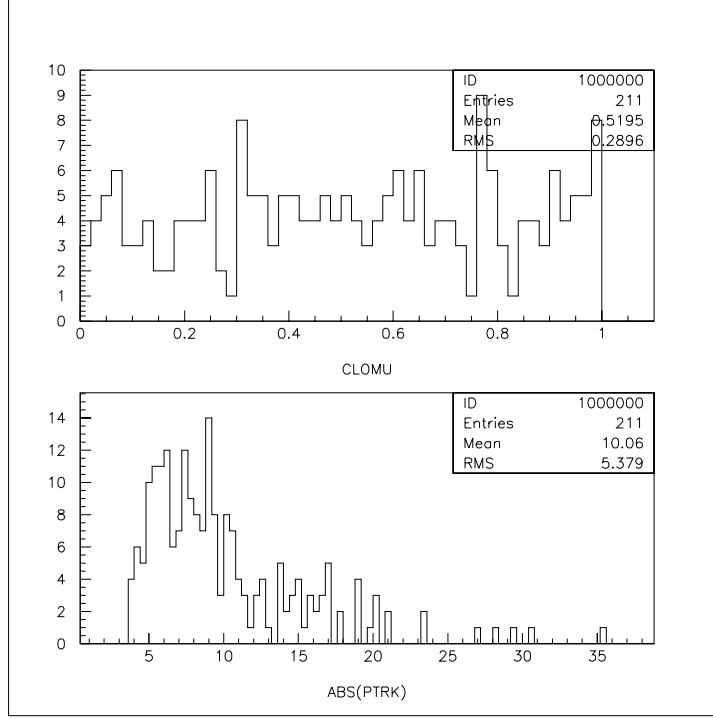 10
9
8
7
6
5
4
3
2
1
0
ID 1000000
Entries 211
Mean 0.5195
RMS 0.2896
0 0.2 0.4 0.6 0.8 1
CLOMU
14
12
10
8
6
4
2
0
ID 1000000
Entries 211
Mean 10.06
RMS 5.379
5 10 15 20 25 30 35
ABS(PTRK)